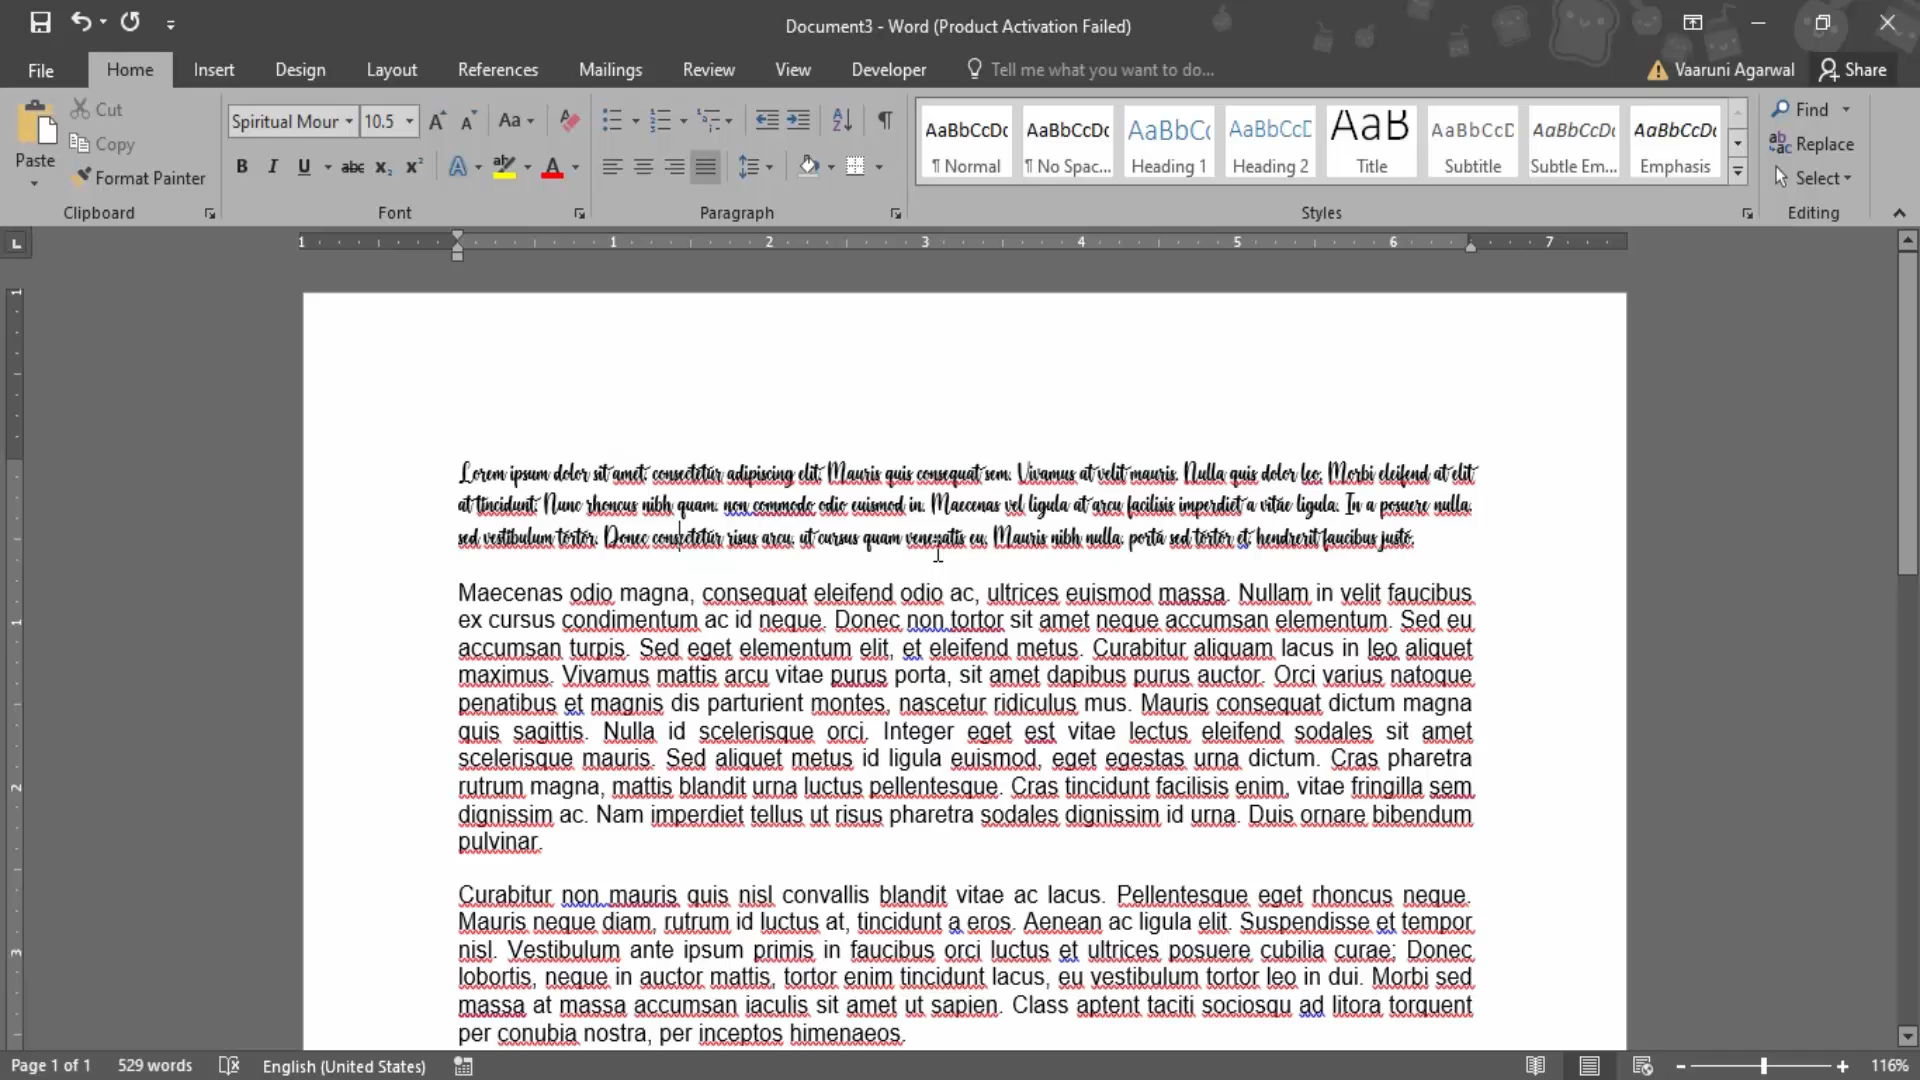 Document3 - Word (Product Activation Failed)
File Home Insert Design Layout References Mailings Review View Developer Tell me what you want to do... Vaaruni Agarwal Share
Paste
Cut
Copy
Format Painter
Clipboard
Spiritual Mour 10.5
Font
Paragraph
AaBbCcDc AaBbCcDc AaBbC AaBbCcD AaB AaBbCcD AaBbCcDc AaBbCcDc
¶ Normal ¶ No Spac... Heading 1 Heading 2 Title Subtitle Subtle Em... Emphasis
Styles
Find
Replace
Select
Editing
1 1 2 3 4 5 6 7
Lorem ipsum dolor sit amet, consectetur adipiscing elit. Mauris quis consequat sem. Vivamus at velit mauris. Nulla quis dolor leo. Morbi eleifend at elit
at tincidunt. Nunc rhoncus nibh quam, non commodo odio euismod in. Maecenas vel ligula at arcu facilisis imperdiet a vitae ligula. In a posuere nulla,
sed vestibulum tortor. Donec consectetur risus arcu, ut cursus quam venenatis eu. Mauris nibh nulla, porta sed tortor et, hendrerit faucibus justo.
Maecenas odio magna, consequat eleifend odio ac, ultrices euismod massa. Nullam in velit faucibus
ex cursus condimentum ac id neque. Donec non tortor sit amet neque accumsan elementum. Sed eu
accumsan turpis. Sed eget elementum elit, et eleifend metus. Curabitur aliquam lacus in leo aliquet
maximus. Vivamus mattis arcu vitae purus porta, sit amet dapibus purus auctor. Orci varius natoque
penatibus et magnis dis parturient montes, nascetur ridiculus mus. Mauris consequat dictum magna
quis sagittis. Nulla id scelerisque orci. Integer eget est vitae lectus eleifend sodales sit amet
scelerisque mauris. Sed aliquet metus id ligula euismod, eget egestas urna dictum. Cras pharetra
rutrum magna, mattis blandit urna luctus pellentesque. Cras tincidunt facilisis enim, vitae fringilla sem
dignissim ac. Nam imperdiet tellus ut risus pharetra sodales dignissim id urna. Duis ornare bibendum
pulvinar.
Curabitur non mauris quis nisl convallis blandit vitae ac lacus. Pellentesque eget rhoncus neque.
Mauris neque diam, rutrum id luctus at, tincidunt a eros. Aenean ac ligula elit. Suspendisse et tempor
nisl. Vestibulum ante ipsum primis in faucibus orci luctus et ultrices posuere cubilia curae; Donec
lobortis, neque in auctor mattis, tortor enim tincidunt lacus, eu vestibulum tortor leo in dui. Morbi sed
massa at massa accumsan iaculis sit amet ut sapien. Class aptent taciti sociosqu ad litora torquent
per conubia nostra, per inceptos himenaeos.
Page 1 of 1 529 words English (United States) 116%